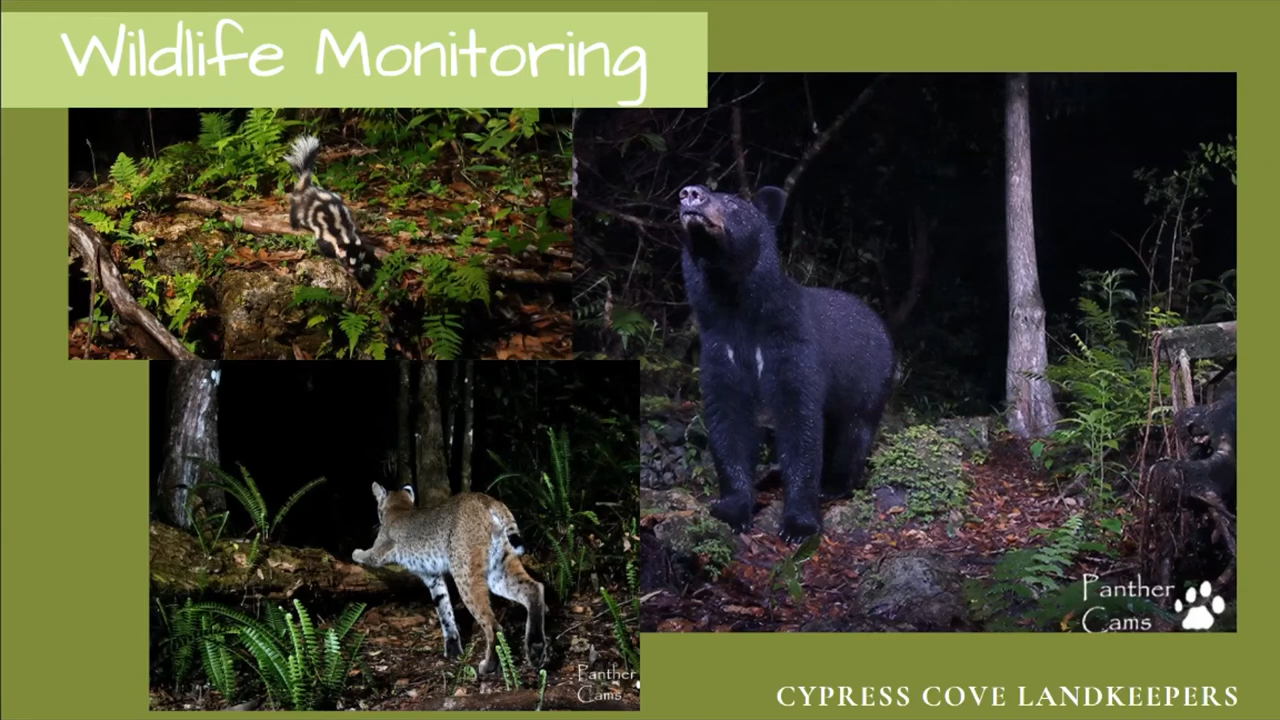 Wildlife Monitoring
Panther
Cams
Panther
Cams
CYPRESS COVE LANDKEEPERS